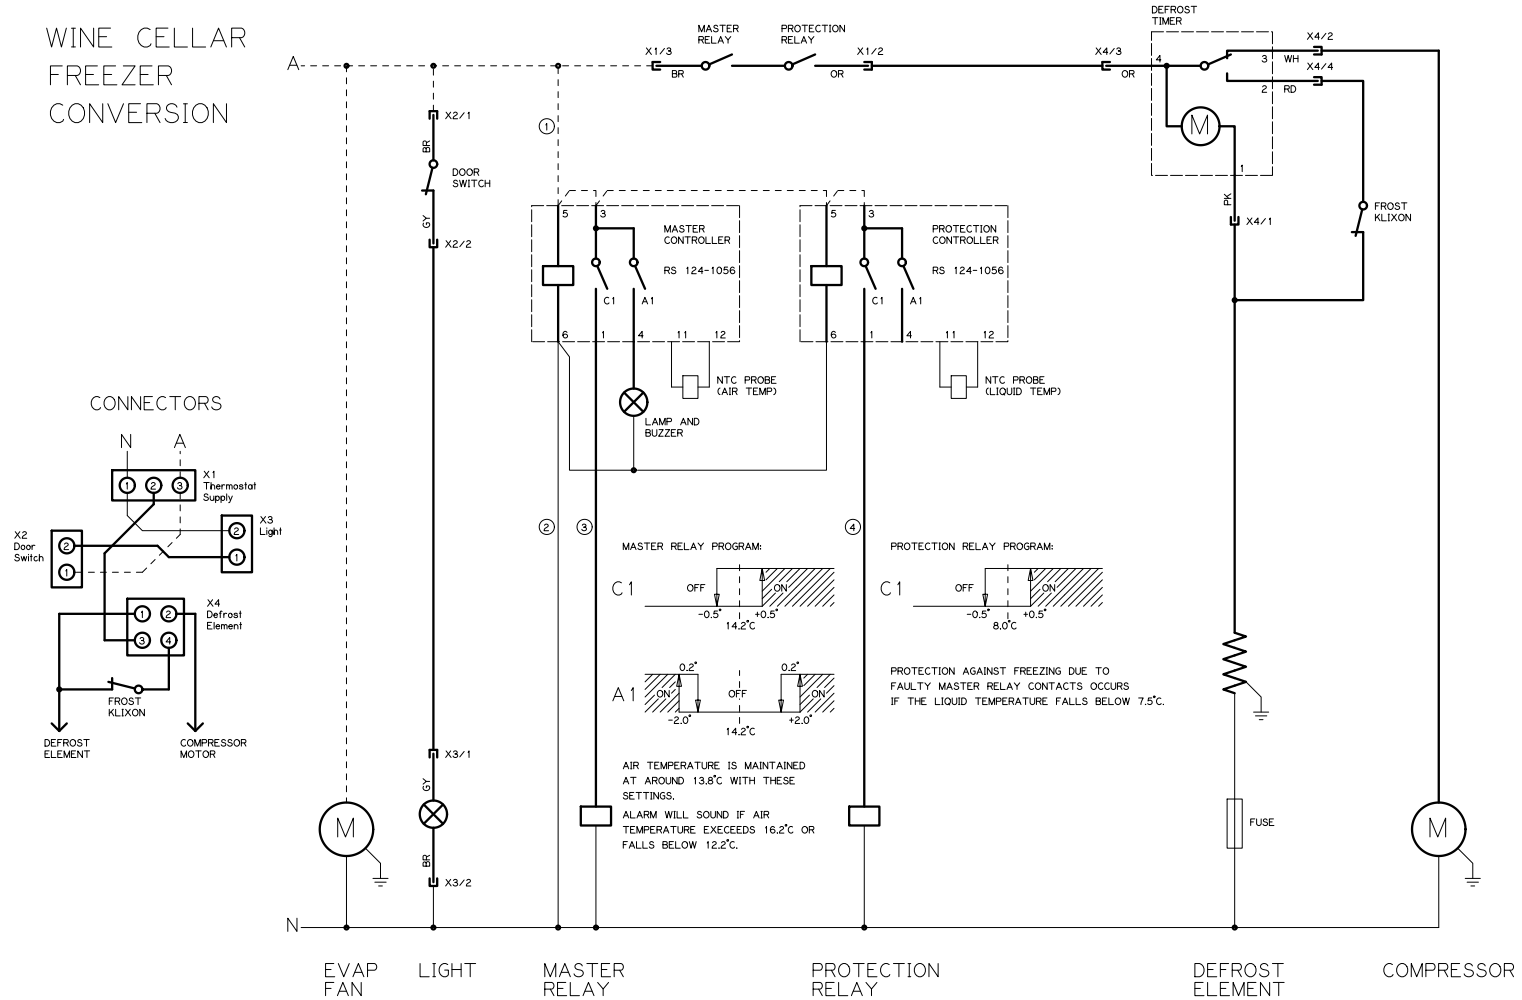 WINE CELLAR
FREEZER
CONVERSION
A
X1/3
BR
MASTER
RELAY
PROTECTION
RELAY
X1/2
OR
X4/3
OR
DEFROST
TIMER
4
3
WH
X4/2
X4/4
2
RD
M
1
PK
X4/1
FROST
KLIXON
X2/1
BR
DOOR
SWITCH
GY
X2/2
1
5
3
MASTER
CONTROLLER
RS 124-1056
C1
A1
6
1
4
11
12
NTC PROBE
(AIR TEMP)
LAMP AND
BUZZER
5
3
PROTECTION
CONTROLLER
RS 124-1056
C1
A1
6
1
4
11
12
NTC PROBE
(LIQUID TEMP)
CONNECTORS
N
A
1
2
3
X1
Thermostat
Supply
X2
Door
Switch
2
1
X3
Light
2
1
X4
Defrost
Element
1
2
3
4
FROST
KLIXON
DEFROST
ELEMENT
COMPRESSOR
MOTOR
2
3
4
MASTER RELAY PROGRAM:
C1
OFF
ON
-0.5°
+0.5°
14.2°C
A1
0.2°
0.2°
ON
OFF
ON
-2.0°
+2.0°
14.2°C
AIR TEMPERATURE IS MAINTAINED
AT AROUND 13.8°C WITH THESE
SETTINGS.
ALARM WILL SOUND IF AIR
TEMPERATURE EXECEEDS 16.2°C OR
FALLS BELOW 12.2°C.
PROTECTION RELAY PROGRAM:
C1
OFF
ON
-0.5°
+0.5°
8.0°C
PROTECTION AGAINST FREEZING DUE TO
FAULTY MASTER RELAY CONTACTS OCCURS
IF THE LIQUID TEMPERATURE FALLS BELOW 7.5°C.
X3/1
GY
BR
X3/2
M
FUSE
M
N
EVAP
FAN
LIGHT
MASTER
RELAY
PROTECTION
RELAY
DEFROST
ELEMENT
COMPRESSOR